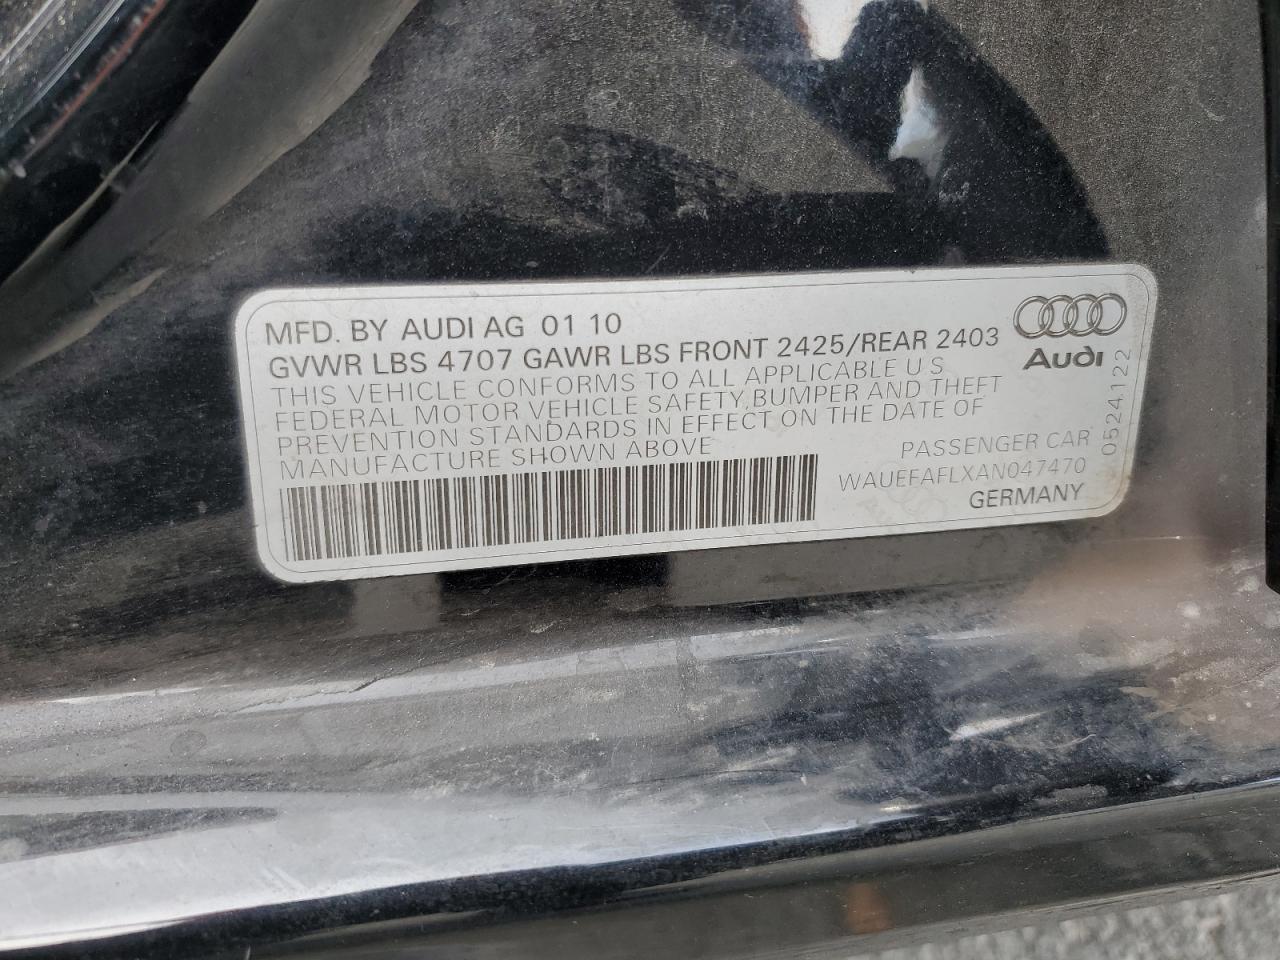 MFD. BY AUDI AG 01 10
GVWR LBS 4707 GAWR LBS FRONT 2425/REAR 2403
THIS VEHICLE CONFORMS TO ALL APPLICABLE U S
FEDERAL MOTOR VEHICLE SAFETY, BUMPER AND THEFT
PREVENTION STANDARDS IN EFFECT ON THE DATE OF
MANUFACTURE SHOWN ABOVE
PASSENGER CAR
WAUEFAFLXAN047470
GERMANY
Audi
0524.122